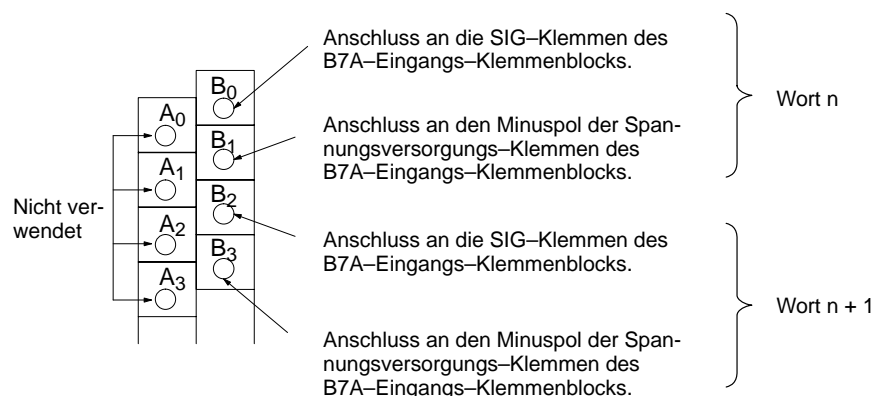 Anschluss an die SIG–Klemmen des
B7A–Eingangs–Klemmenblocks.
B0
A0
Wort n
Anschluss an den Minuspol der Span-
nungsversorgungs–Klemmen des
B7A–Eingangs–Klemmenblocks.
B1
A1
Nicht ver-
wendet
B2
A2
Anschluss an die SIG–Klemmen des
B7A–Eingangs–Klemmenblocks.
B3
A3
Wort n + 1
Anschluss an den Minuspol der Span-
nungsversorgungs–Klemmen des
B7A–Eingangs–Klemmenblocks.